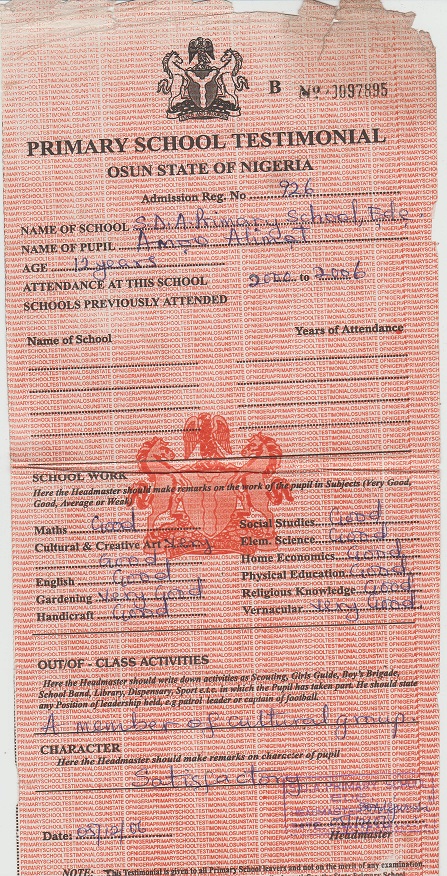 B Nº 0097895
PRIMARY SCHOOL TESTIMONIAL
OSUN STATE OF NIGERIA
Admission Reg. No 926
NAME OF SCHOOL S.D.A Primary School, Ede
NAME OF PUPIL Alimot
AGE 12 years
ATTENDANCE AT THIS SCHOOL to 2006
SCHOOLS PREVIOUSLY ATTENDED
Name of School Years of Attendance
SCHOOL WORK
Here the Headmaster should make remarks on the work of the pupil in Subjects (Very Good, Good, Average or Weak)
Maths Good
Cultural & Creative Art Very
Good
English Good
Gardening Very Good
Handicraft Good
Social Studies Good
Elem. Science Good
Home Economics Good
Physical Education Good
Religious Knowledge Good
Vernacular Very Good
OUT/OF - CLASS ACTIVITIES
Here the Headmaster should write down activities as Scouting, Girls Guide, Boy's Brigade,
School Band, Library, Dispensary, Sport e.t.c. in which the Pupil has taken part. He should state
any Position of leadership held, e.g patrol leader or captain of football.
A member of cultural group
CHARACTER
Here the Headmaster should make remarks on character of pupil
Satisfactory
Date: 05/12/06
Headmaster
NOTE: This Testimonial is given to all Primary School leavers and not on the merit of any examination